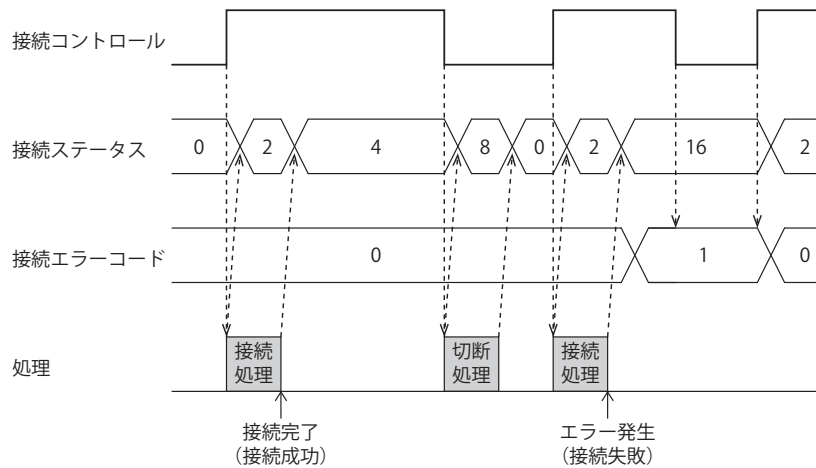 接続コントロール
接続ステータス
0 2 4 8 0 2 16 2
接続エラーコード
0 1 0
処理
接続
処理
切断
処理
接続
処理
接続完了
（接続成功）
エラー発生
（接続失敗）